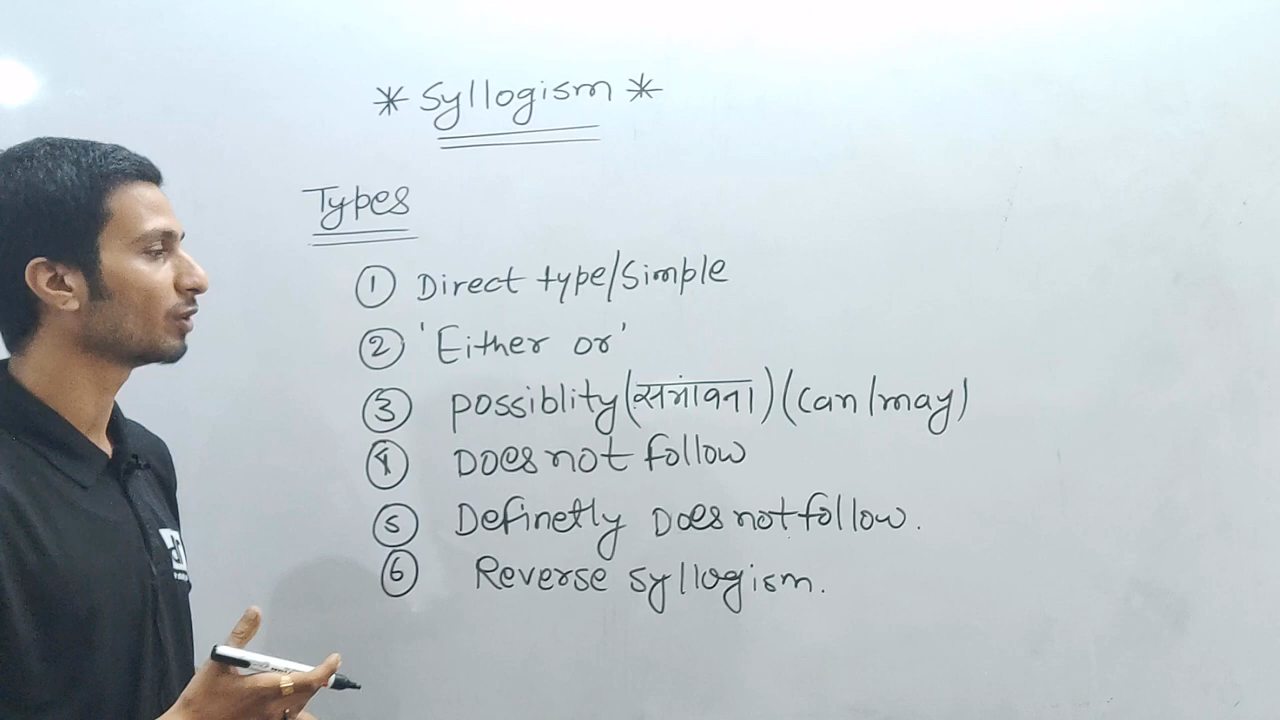 * Syllogism *
Types
① Direct type/Simple
② 'Either or'
③ possiblity (संभावना) (can/may)
④ Does not follow
⑤ Definetly Does not follow.
⑥ Reverse syllogism.